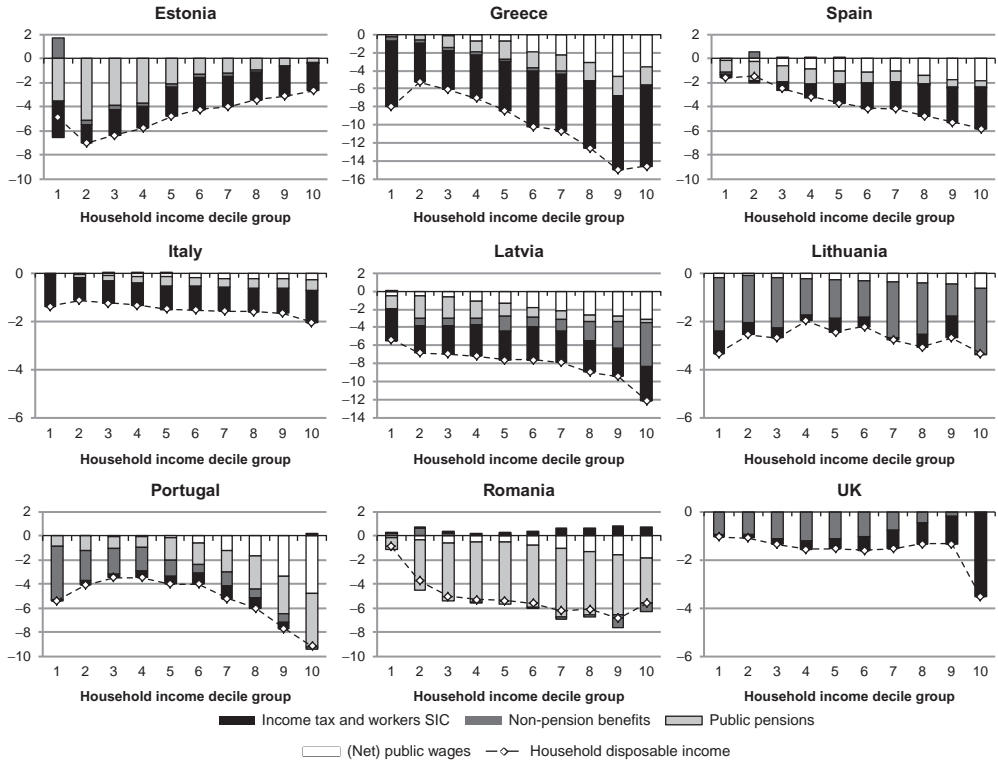 Estonia
2
0
−2
−4
−6
−8
−10
1 2 3 4 5 6 7 8 9 10
Household income decile group
Greece
0
−2
−4
−6
−8
−10
−12
−14
−16
1 2 3 4 5 6 7 8 9 10
Household income decile group
Spain
2
0
−2
−4
−6
−8
−10
1 2 3 4 5 6 7 8 9 10
Household income decile group
Italy
0
−2
−4
−6
1 2 3 4 5 6 7 8 9 10
Household income decile group
Latvia
2
0
−2
−4
−6
−8
−10
−12
−14
1 2 3 4 5 6 7 8 9 10
Household income decile group
Lithuania
0
−2
−4
−6
1 2 3 4 5 6 7 8 9 10
Household income decile group
Portugal
2
0
−2
−4
−6
−8
−10
1 2 3 4 5 6 7 8 9 10
Household income decile group
Romania
2
0
−2
−4
−6
−8
−10
1 2 3 4 5 6 7 8 9 10
Household income decile group
UK
0
−2
−4
−6
1 2 3 4 5 6 7 8 9 10
Household income decile group
Income tax and workers SIC Non-pension benefits Public pensions
(Net) public wages Household disposable income